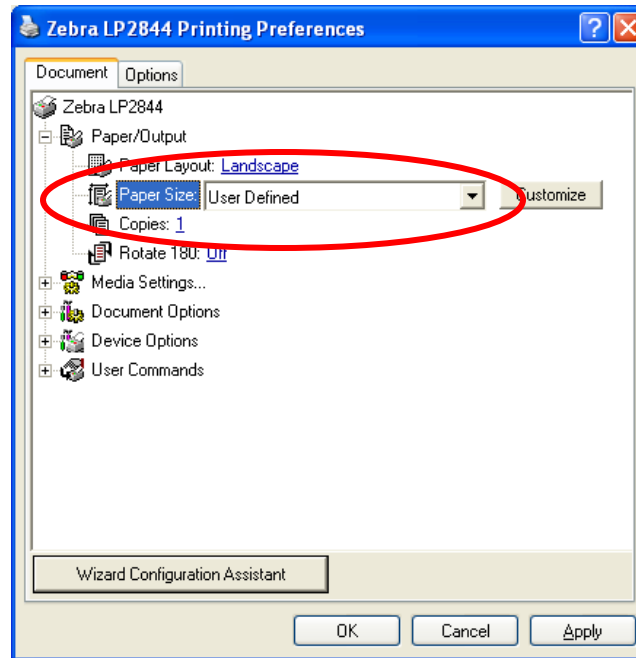 Zebra LP2844 Printing Preferences
Document Options
Zebra LP2844
Paper/Output
Paper Layout: Landscape
Paper Size: User Defined Customize
Copies: 1
Rotate 180: Off
Media Settings...
Document Options
Device Options
User Commands
Wizard Configuration Assistant
OK Cancel Apply